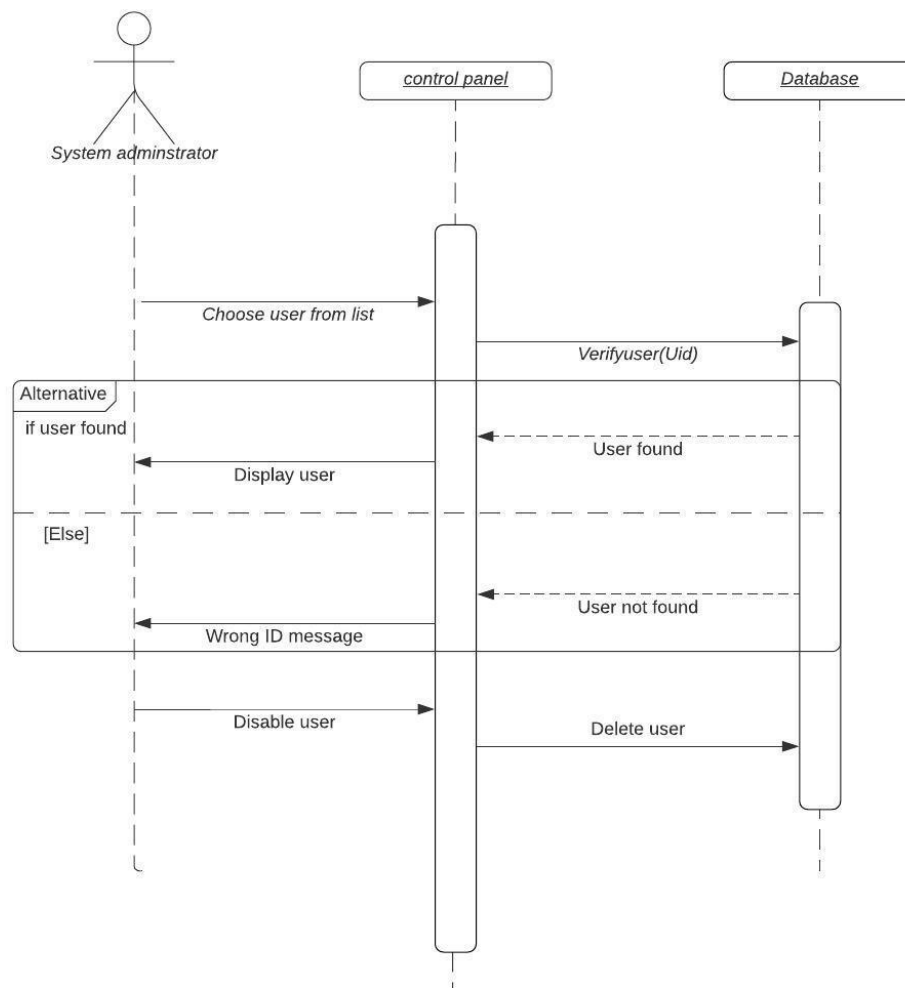 control panel
Database
System adminstrator
Choose user from list
Verifyuser(Uid)
Alternative
if user found
User found
Display user
[Else]
User not found
Wrong ID message
Disable user
Delete user